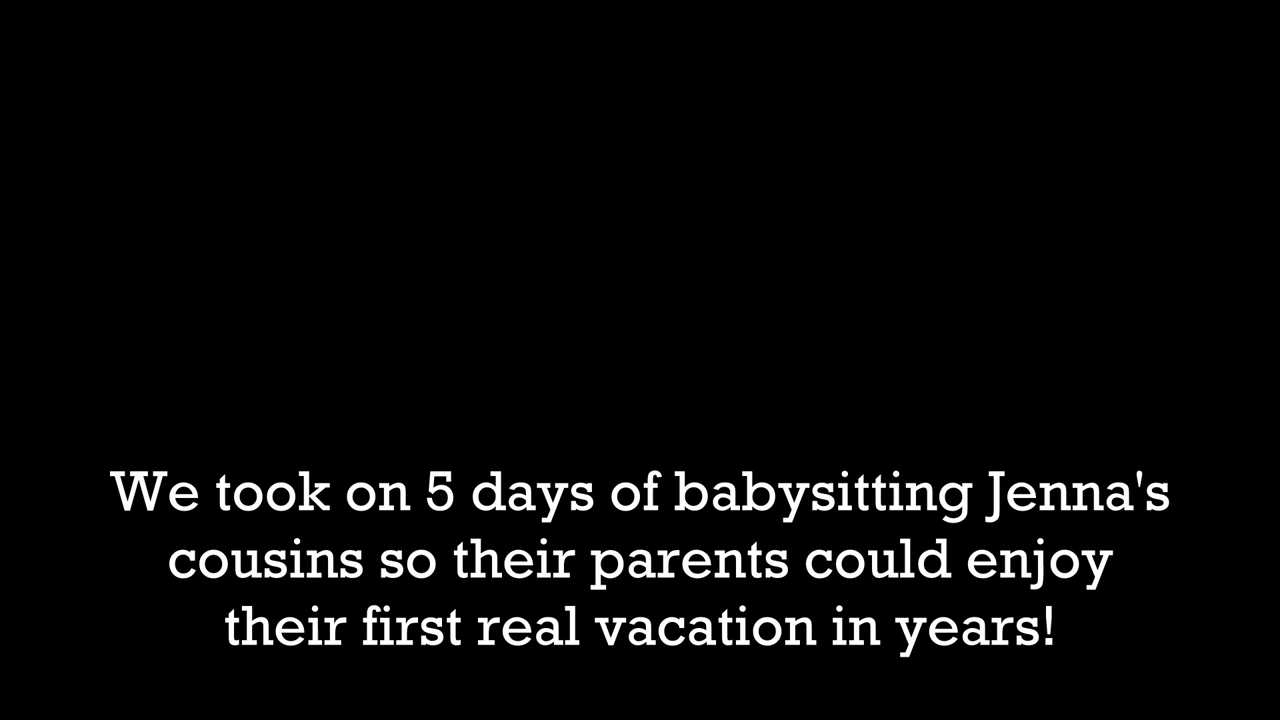 We took on 5 days of babysitting Jenna's
cousins so their parents could enjoy
their first real vacation in years!